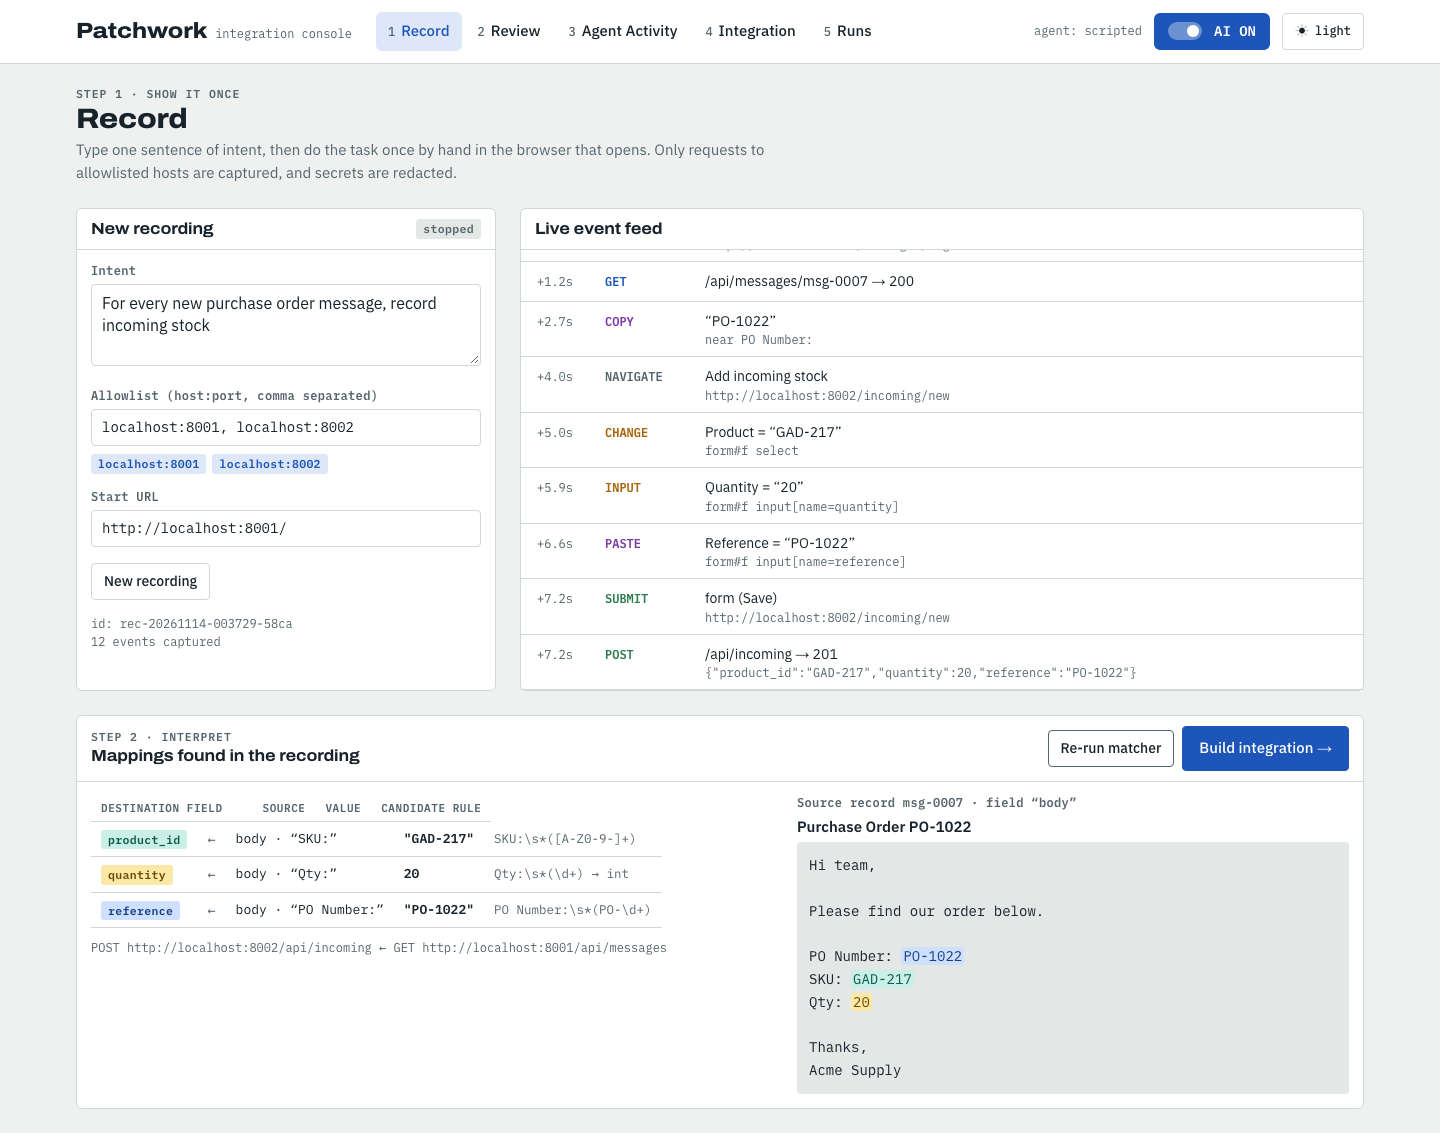 Patchwork integration console 1 Record 2 Review 3 Agent Activity 4 Integration 5 Runs agent: scripted AI ON ☀ light
STEP 1 · SHOW IT ONCE
Record
Type one sentence of intent, then do the task once by hand in the browser that opens. Only requests to
allowlisted hosts are captured, and secrets are redacted.
New recording stopped
Intent
For every new purchase order message, record
incoming stock
Allowlist (host:port, comma separated)
localhost:8001, localhost:8002
localhost:8001 localhost:8002
Start URL
http://localhost:8001/
New recording
id: rec-20261114-003729-58ca
12 events captured
Live event feed
+1.2s GET /api/messages/msg-0007 → 200
+2.7s COPY “PO-1022”
near PO Number:
+4.0s NAVIGATE Add incoming stock
http://localhost:8002/incoming/new
+5.0s CHANGE Product = “GAD-217”
form#f select
+5.9s INPUT Quantity = “20”
form#f input[name=quantity]
+6.6s PASTE Reference = “PO-1022”
form#f input[name=reference]
+7.2s SUBMIT form (Save)
http://localhost:8002/incoming/new
+7.2s POST /api/incoming → 201
{"product_id":"GAD-217","quantity":20,"reference":"PO-1022"}
STEP 2 · INTERPRET
Mappings found in the recording
Re-run matcher Build integration →
DESTINATION FIELD SOURCE VALUE CANDIDATE RULE
product_id ← body · “SKU:” "GAD-217" SKU:\s*([A-Z0-9-]+)
quantity ← body · “Qty:” 20 Qty:\s*(\d+) → int
reference ← body · “PO Number:” "PO-1022" PO Number:\s*(PO-\d+)
POST http://localhost:8002/api/incoming ← GET http://localhost:8001/api/messages
Source record msg-0007 · field “body”
Purchase Order PO-1022
Hi team,
Please find our order below.
PO Number: PO-1022
SKU: GAD-217
Qty: 20
Thanks,
Acme Supply